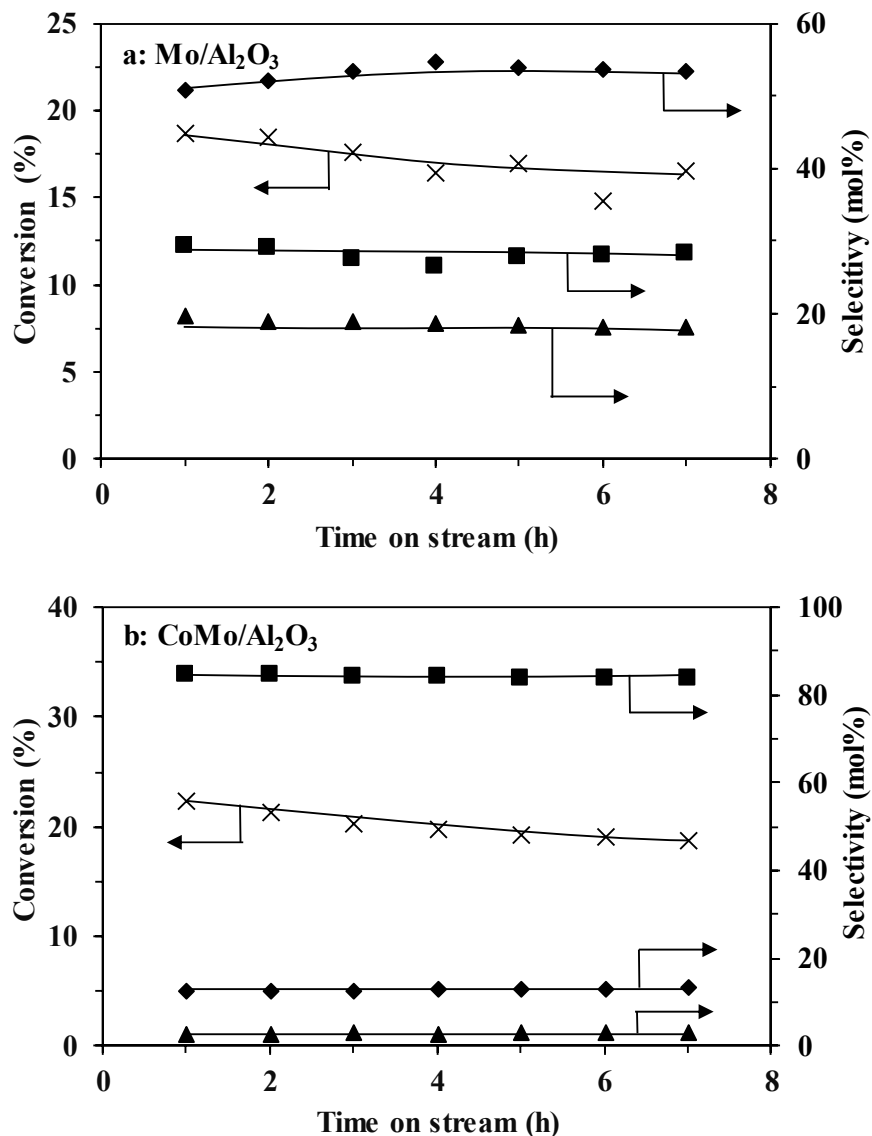 a: Mo/Al₂O₃
25
20
15
10
5
0
Conversion (%)
60
40
20
0
Selecitivy (mol%)
0 2 4 6 8
Time on stream (h)
b: CoMo/Al₂O₃
40
30
20
10
0
Conversion (%)
100
80
60
40
20
0
Selectivity (mol%)
0 2 4 6 8
Time on stream (h)